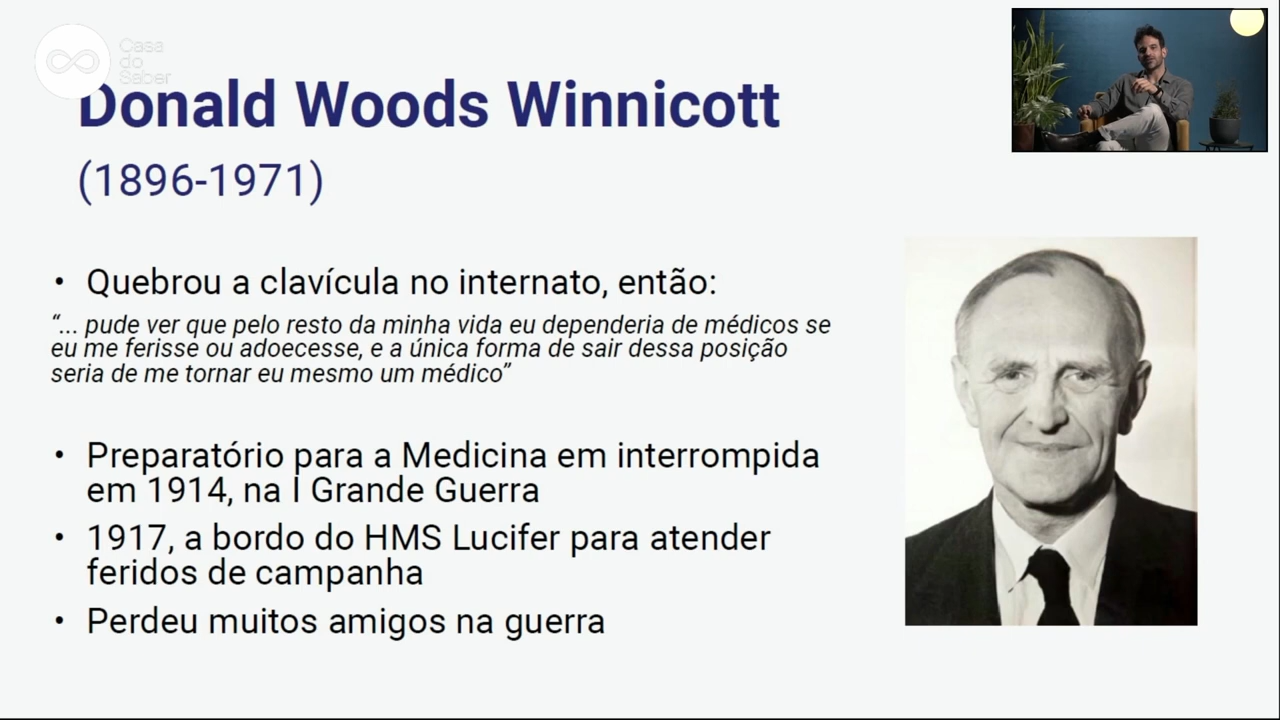 Casa
do
Saber
Donald Woods Winnicott
(1896-1971)
• Quebrou a clavícula no internato, então:
“... pude ver que pelo resto da minha vida eu dependeria de médicos se
eu me ferisse ou adoecesse, e a única forma de sair dessa posição
seria de me tornar eu mesmo um médico”
• Preparatório para a Medicina em interrompida
em 1914, na I Grande Guerra
• 1917, a bordo do HMS Lucifer para atender
feridos de campanha
• Perdeu muitos amigos na guerra